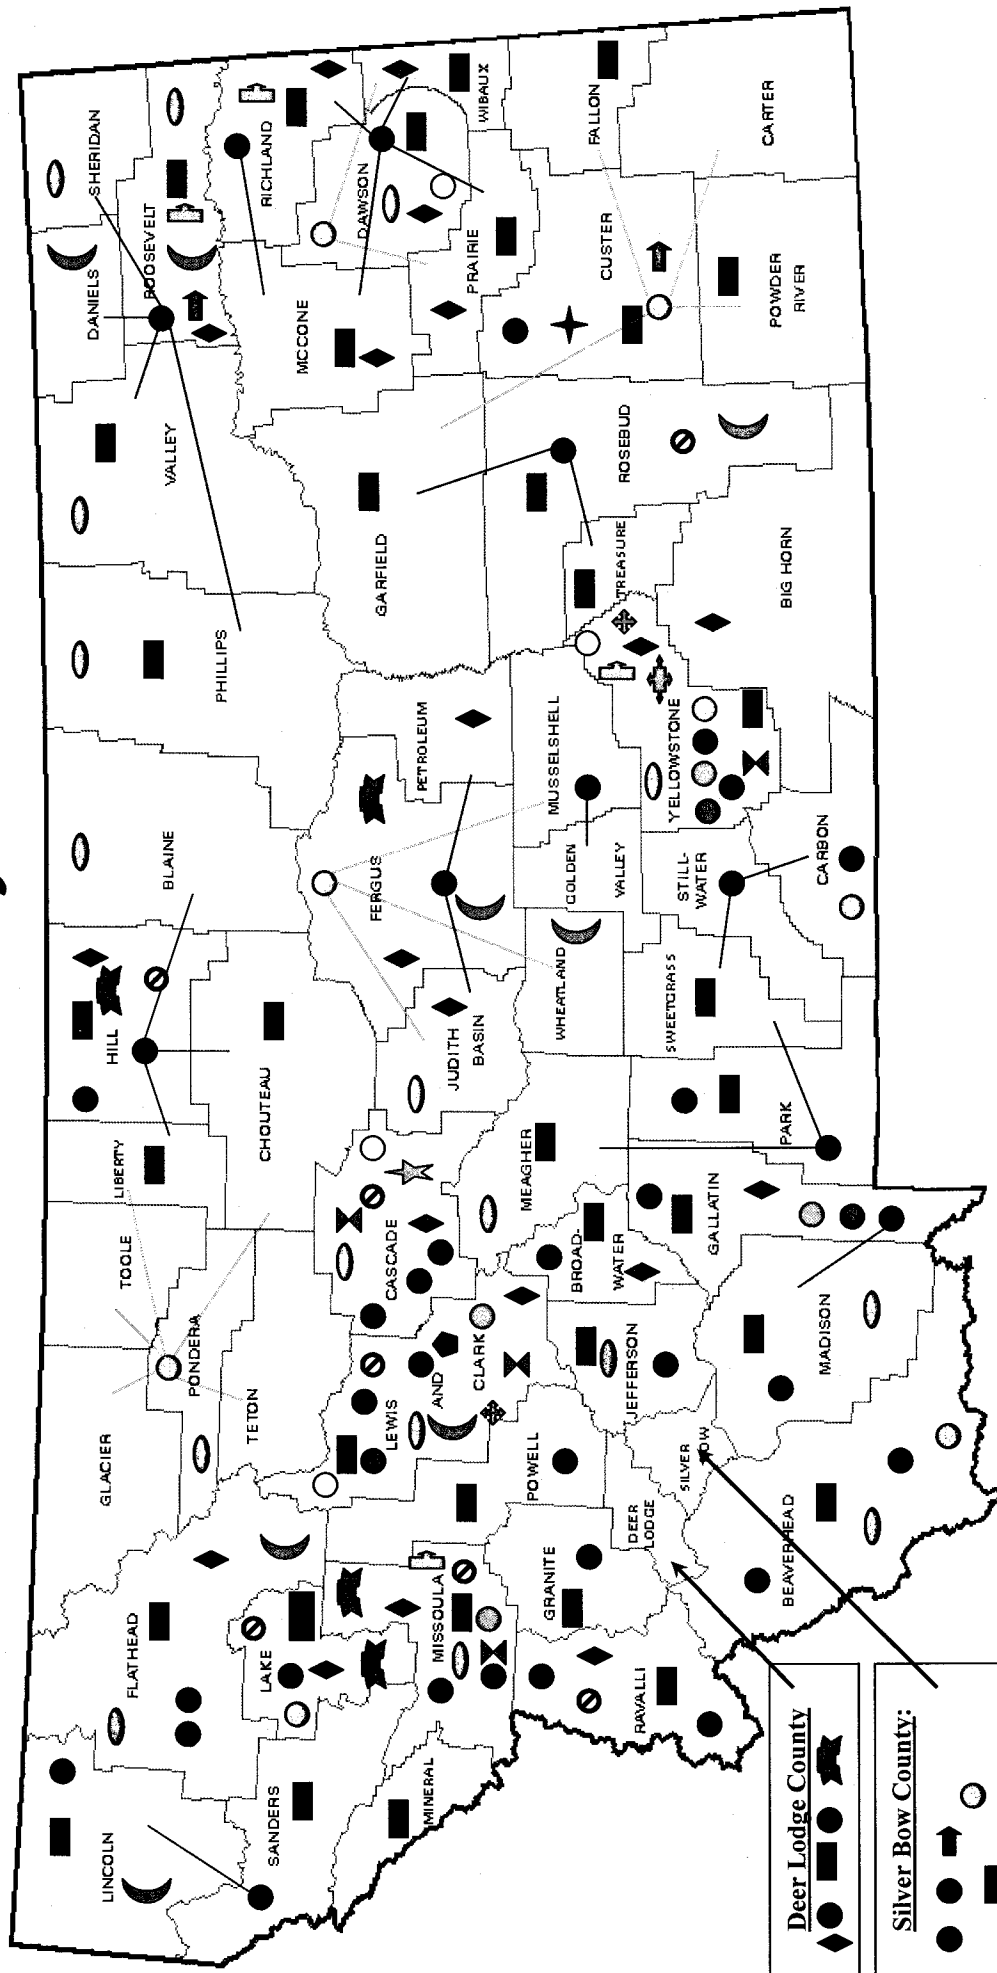 LINCOLN
FLATHEAD
GLACIER
TOOLE
LIBERTY
HILL
BLAINE
PHILLIPS
VALLEY
DANIELS
SHERIDAN
ROOSEVELT
SANDERS
LAKE
PONDERA
TETON
CHOUTEAU
RICHLAND
MCCONE
DAWSON
WIBAUX
PRAIRIE
GARFIELD
PETROLEUM
FERGUS
JUDITH
BASIN
CASCADE
LEWIS
AND
CLARK
MINERAL
MISSOULA
POWELL
GRANITE
RAVALLI
DEER
LODGE
SILVER
BOW
JEFFERSON
BROAD-
WATER
MEAGHER
WHEATLAND
GOLDEN
VALLEY
MUSSELSHELL
TREASURE
ROSEBUD
CUSTER
FALLON
CARTER
POWDER
RIVER
BIG HORN
YELLOWSTONE
STILL-
WATER
CARBON
SWEETGRASS
PARK
GALLATIN
MADISON
BEAVERHEAD
Deer Lodge County
Silver Bow County: